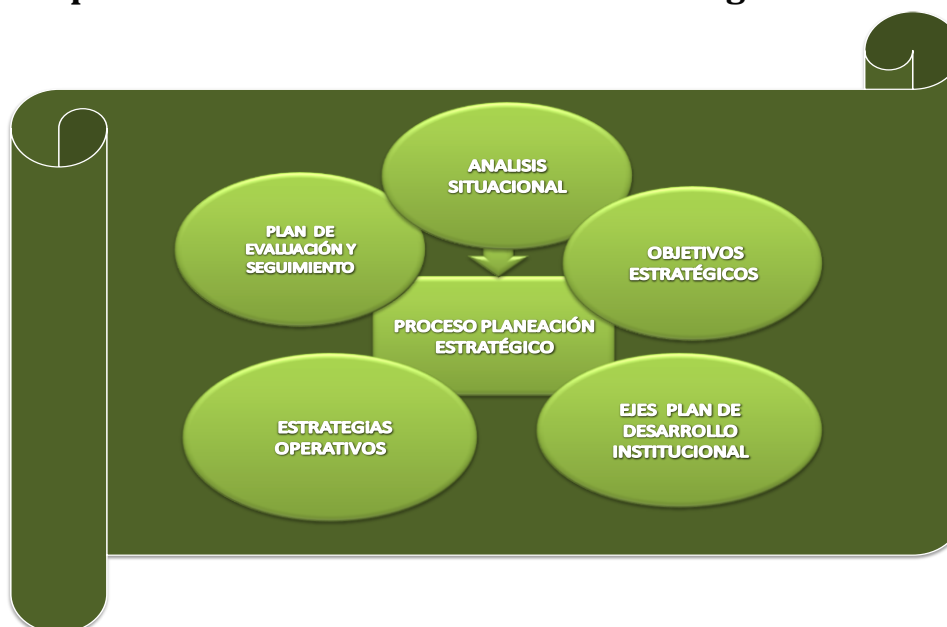 ANALISIS
SITUACIONAL
PLAN DE
EVALUACIÓN Y
SEGUIMIENTO
OBJETIVOS
ESTRATÉGICOS
PROCESO PLANEACIÓN
ESTRATÉGICO
ESTRATEGIAS
OPERATIVOS
EJES PLAN DE
DESARROLLO
INSTITUCIONAL